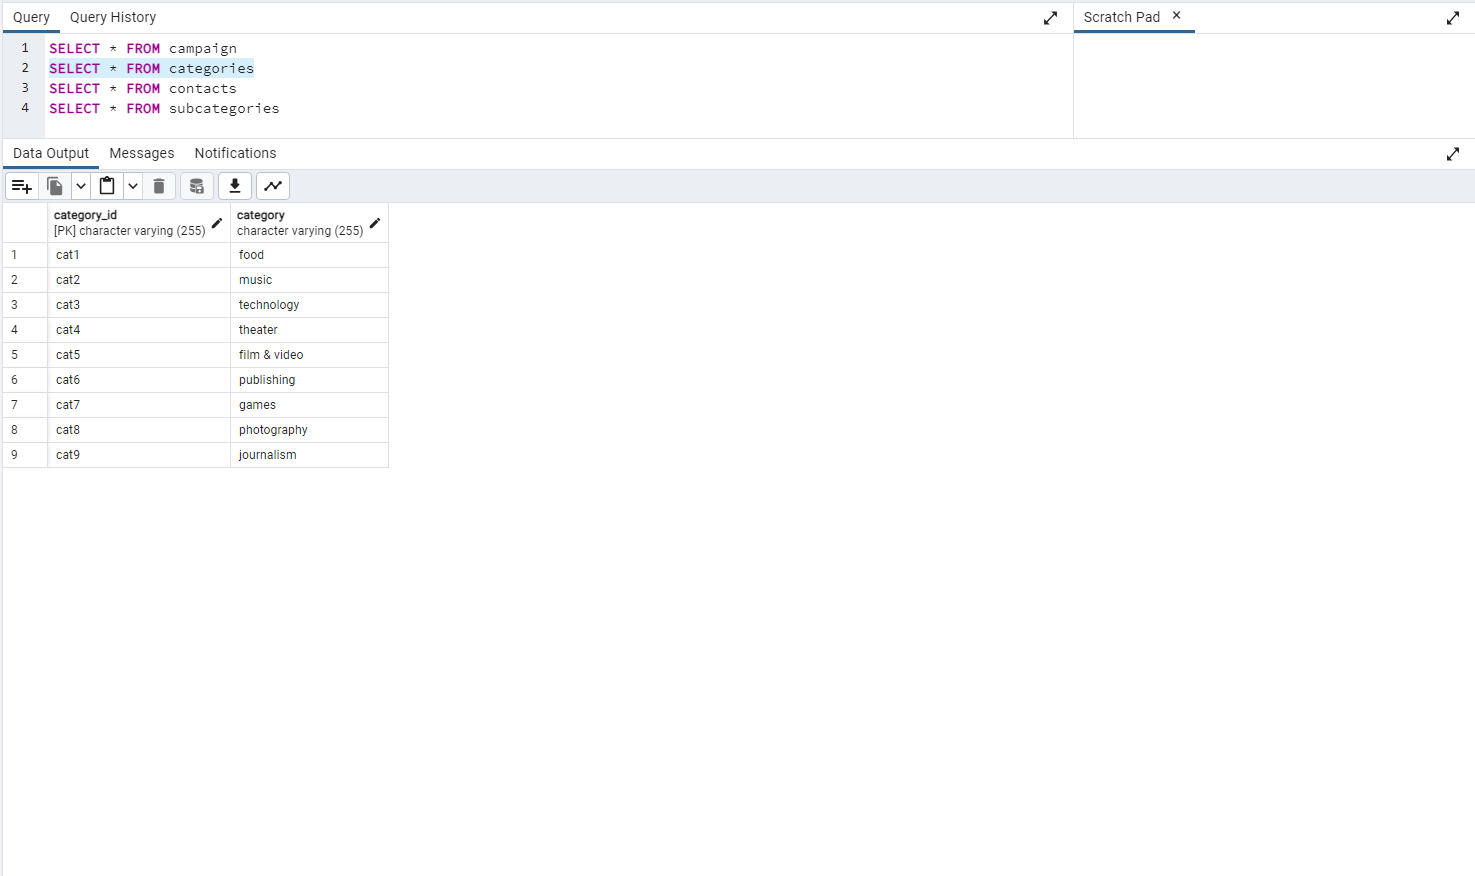 Query Query History Scratch Pad ×
1 SELECT * FROM campaign
2 SELECT * FROM categories
3 SELECT * FROM contacts
4 SELECT * FROM subcategories
Data Output Messages Notifications
category_id category
[PK] character varying (255) character varying (255)
1 cat1 food
2 cat2 music
3 cat3 technology
4 cat4 theater
5 cat5 film & video
6 cat6 publishing
7 cat7 games
8 cat8 photography
9 cat9 journalism